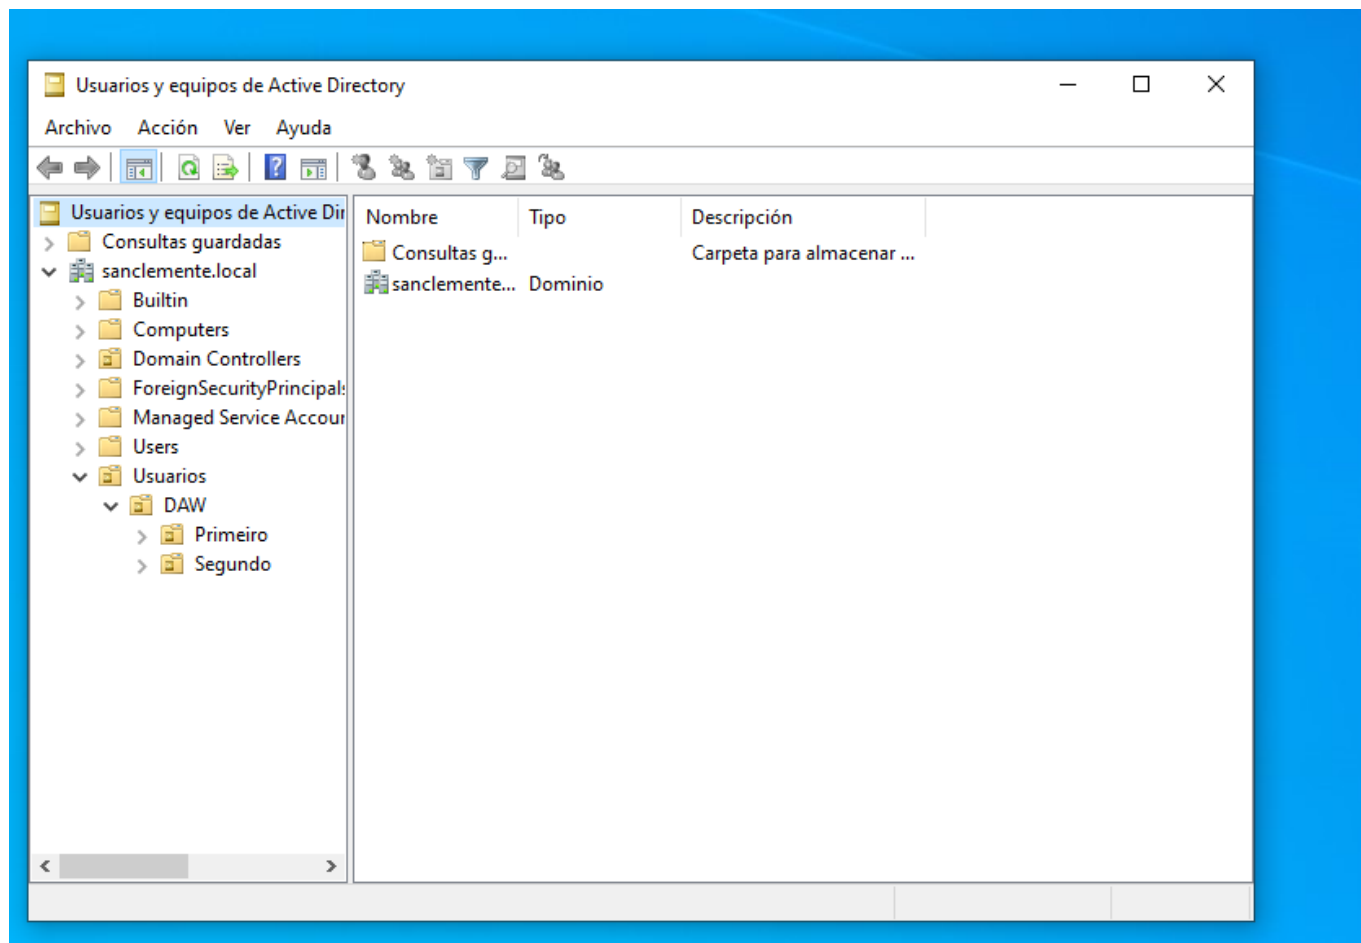 Usuarios y equipos de Active Directory
Archivo Acción Ver Ayuda
Usuarios y equipos de Active Dir
Consultas guardadas
sanclemente.local
Builtin
Computers
Domain Controllers
ForeignSecurityPrincipals
Managed Service Accour
Users
Usuarios
DAW
Primeiro
Segundo
Nombre Tipo Descripción
Consultas g... Carpeta para almacenar ...
sanclemente... Dominio